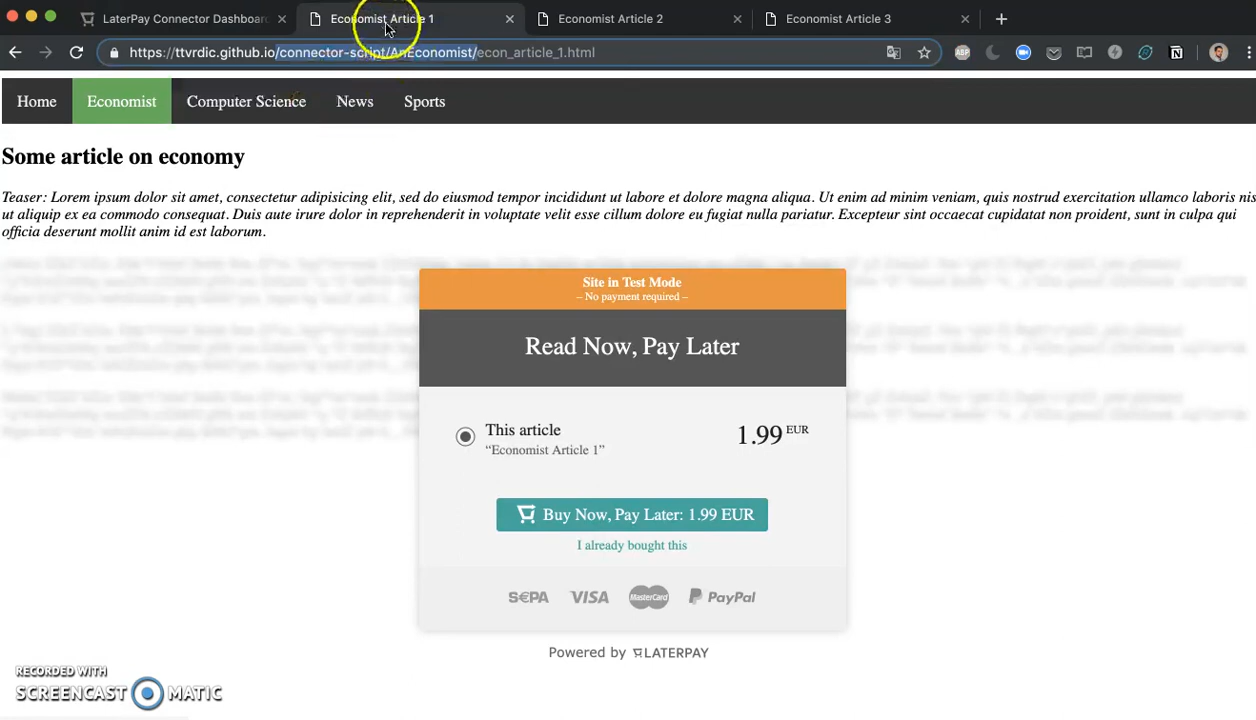 LaterPay Connector Dashboar
Economist Article 1
Economist Article 2
Economist Article 3
https://ttvrdic.github.io/connector-script/AnEconomist/econ_article_1.html
ABP
Home
Economist
Computer Science
News
Sports
Some article on economy
Teaser: Lorem ipsum dolor sit amet, consectetur adipisicing elit, sed do eiusmod tempor incididunt ut labore et dolore magna aliqua. Ut enim ad minim veniam, quis nostrud exercitation ullamco laboris nis
ut aliquip ex ea commodo consequat. Duis aute irure dolor in reprehenderit in voluptate velit esse cillum dolore eu fugiat nulla pariatur. Excepteur sint occaecat cupidatat non proident, sunt in culpa qui
officia deserunt mollit anim id est laborum.
Site in Test Mode
– No payment required –
Read Now, Pay Later
This article
1.99 EUR
“Economist Article 1”
Buy Now, Pay Later: 1.99 EUR
I already bought this
S€PA
VISA
MasterCard
PayPal
Powered by LATERPAY
RECORDED WITH
SCREENCAST MATIC